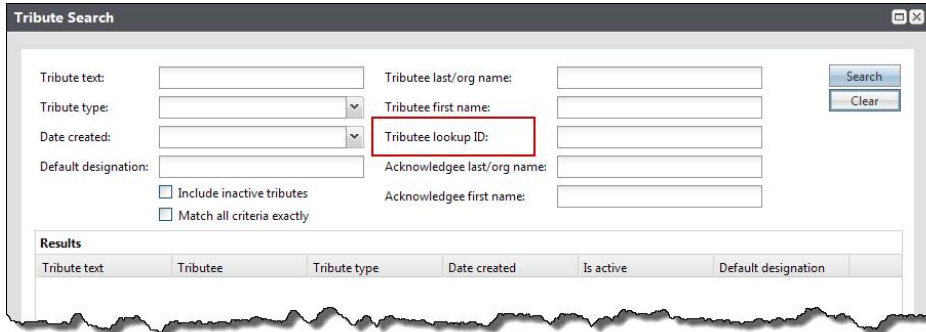 Tribute Search
Tribute text:
Tributee last/org name:
Search
Tribute type:
Tributee first name:
Clear
Date created:
Tributee lookup ID:
Default designation:
Acknowledgee last/org name:
Include inactive tributes
Acknowledgee first name:
Match all criteria exactly
Results
Tribute text Tributee Tribute type Date created Is active Default designation